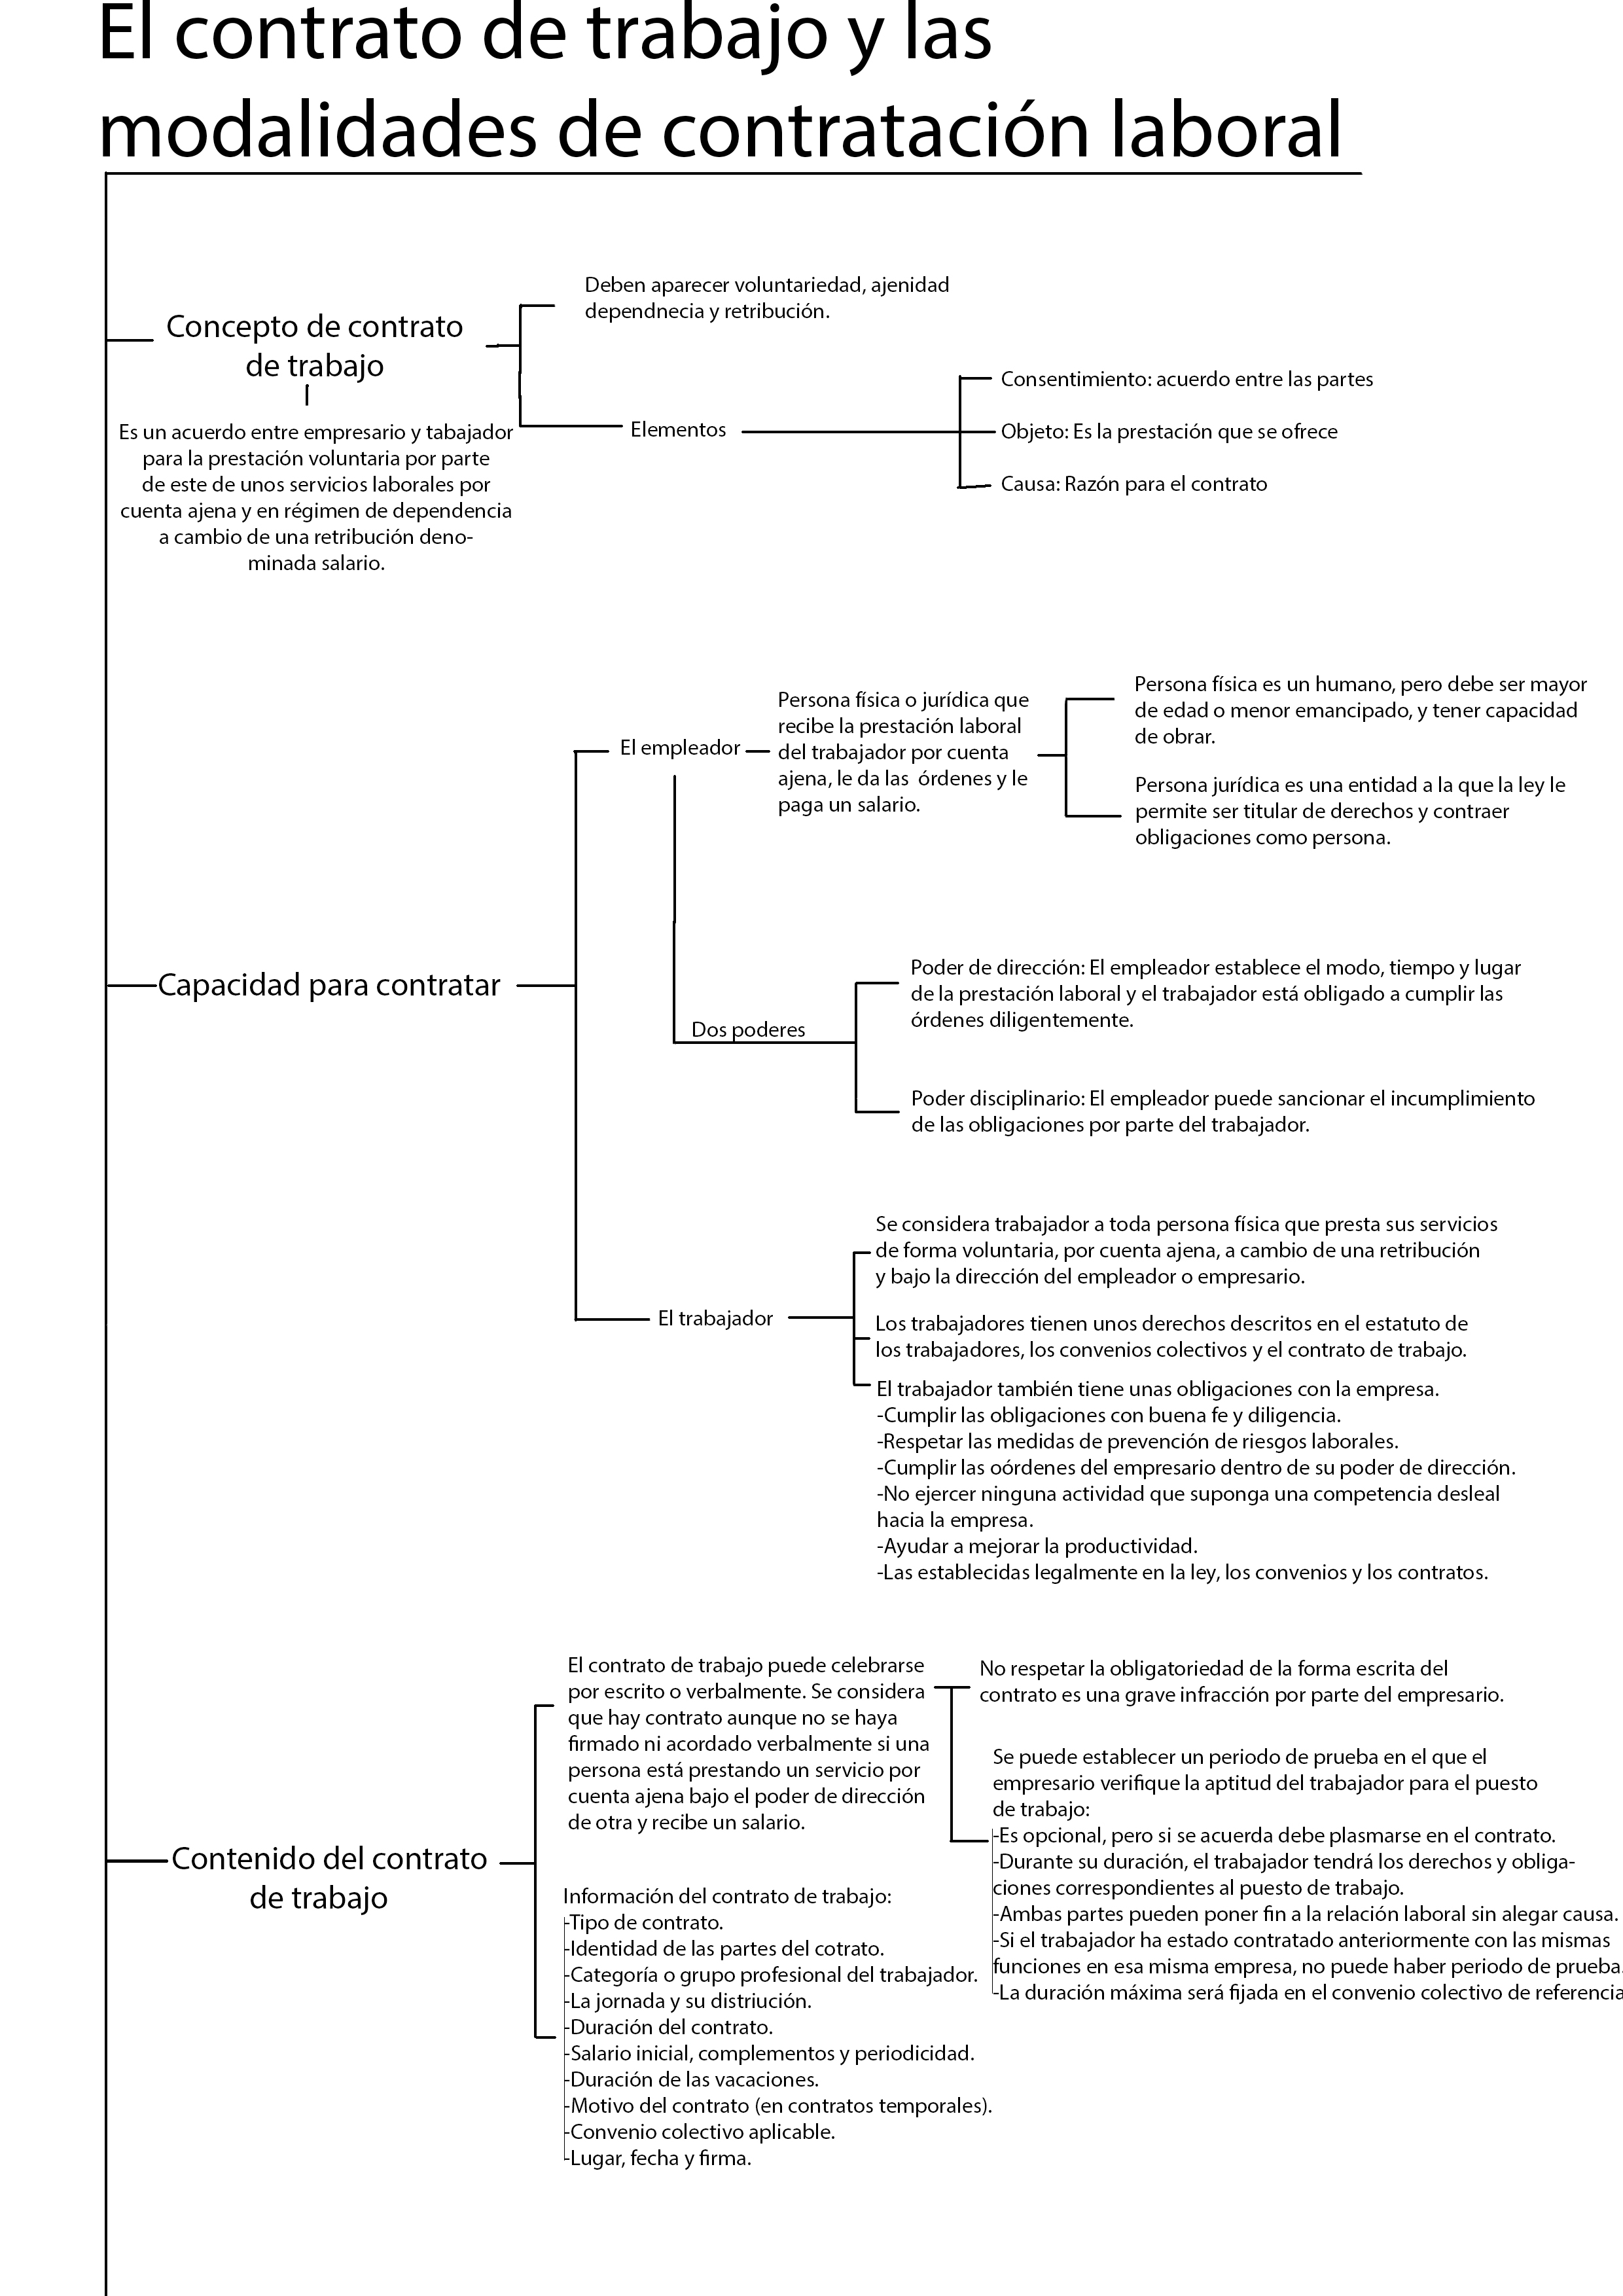 El contrato de trabajo y las
modalidades de contratación laboral
Concepto de contrato
de trabajo
Es un acuerdo entre empresario y tabajador
para la prestación voluntaria por parte
de este de unos servicios laborales por
cuenta ajena y en régimen de dependencia
a cambio de una retribución deno-
minada salario.
Deben aparecer voluntariedad, ajenidad
dependnecia y retribución.
Elementos
Consentimiento: acuerdo entre las partes
Objeto: Es la prestación que se ofrece
Causa: Razón para el contrato
Capacidad para contratar
El empleador
Persona física o jurídica que
recibe la prestación laboral
del trabajador por cuenta
ajena, le da las  órdenes y le
paga un salario.
Persona física es un humano, pero debe ser mayor
de edad o menor emancipado, y tener capacidad
de obrar.
Persona jurídica es una entidad a la que la ley le
permite ser titular de derechos y contraer
obligaciones como persona.
Dos poderes
Poder de dirección: El empleador establece el modo, tiempo y lugar
de la prestación laboral y el trabajador está obligado a cumplir las
órdenes diligentemente.
Poder disciplinario: El empleador puede sancionar el incumplimiento
de las obligaciones por parte del trabajador.
El trabajador
Se considera trabajador a toda persona física que presta sus servicios
de forma voluntaria, por cuenta ajena, a cambio de una retribución
y bajo la dirección del empleador o empresario.
Los trabajadores tienen unos derechos descritos en el estatuto de
los trabajadores, los convenios colectivos y el contrato de trabajo.
El trabajador también tiene unas obligaciones con la empresa.
-Cumplir las obligaciones con buena fe y diligencia.
-Respetar las medidas de prevención de riesgos laborales.
-Cumplir las oórdenes del empresario dentro de su poder de dirección.
-No ejercer ninguna actividad que suponga una competencia desleal
hacia la empresa.
-Ayudar a mejorar la productividad.
-Las establecidas legalmente en la ley, los convenios y los contratos.
Contenido del contrato
de trabajo
El contrato de trabajo puede celebrarse
por escrito o verbalmente. Se considera
que hay contrato aunque no se haya
firmado ni acordado verbalmente si una
persona está prestando un servicio por
cuenta ajena bajo el poder de dirección
de otra y recibe un salario.
No respetar la obligatoriedad de la forma escrita del
contrato es una grave infracción por parte del empresario.
Se puede establecer un periodo de prueba en el que el
empresario verifique la aptitud del trabajador para el puesto
de trabajo:
-Es opcional, pero si se acuerda debe plasmarse en el contrato.
-Durante su duración, el trabajador tendrá los derechos y obliga-
ciones correspondientes al puesto de trabajo.
-Ambas partes pueden poner fin a la relación laboral sin alegar causa.
-Si el trabajador ha estado contratado anteriormente con las mismas
funciones en esa misma empresa, no puede haber periodo de prueba.
-La duración máxima será fijada en el convenio colectivo de referencia
Información del contrato de trabajo:
-Tipo de contrato.
-Identidad de las partes del cotrato.
-Categoría o grupo profesional del trabajador.
-La jornada y su distriución.
-Duración del contrato.
-Salario inicial, complementos y periodicidad.
-Duración de las vacaciones.
-Motivo del contrato (en contratos temporales).
-Convenio colectivo aplicable.
-Lugar, fecha y firma.